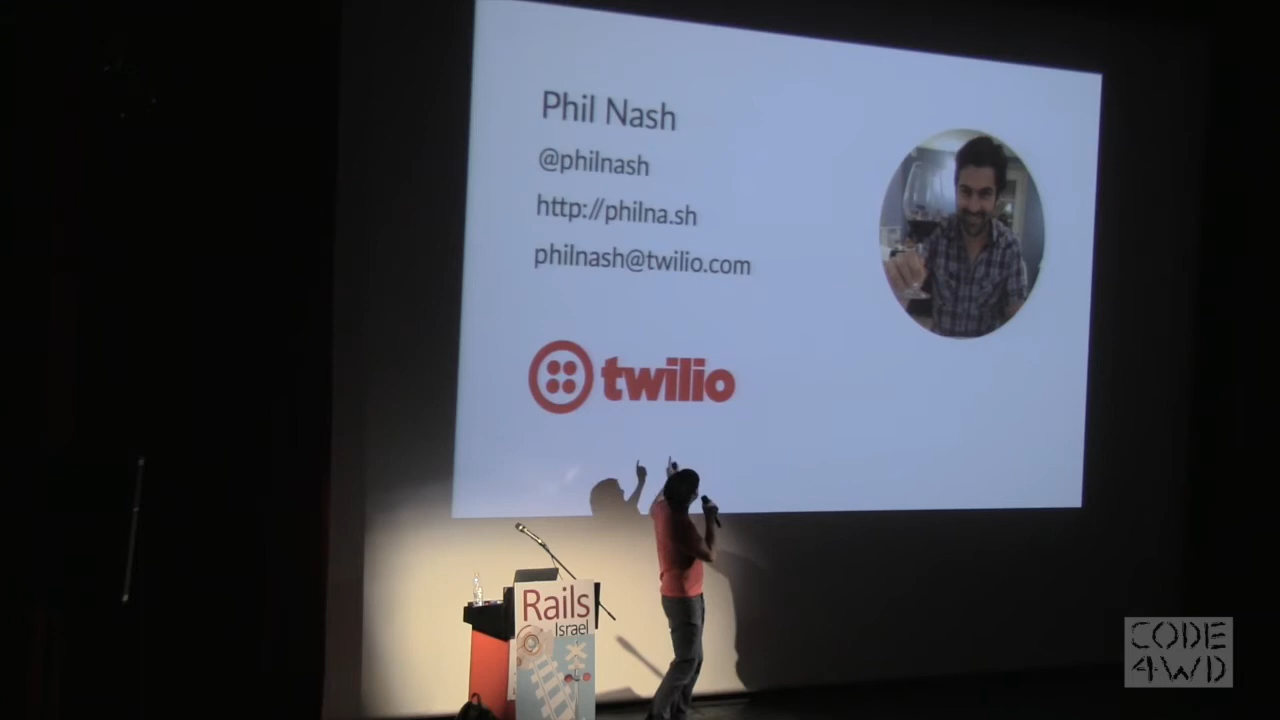 Phil Nash
@philnash
http://philna.sh
philnash@twilio.com
twilio
Rails
Israel
CODE
4WD